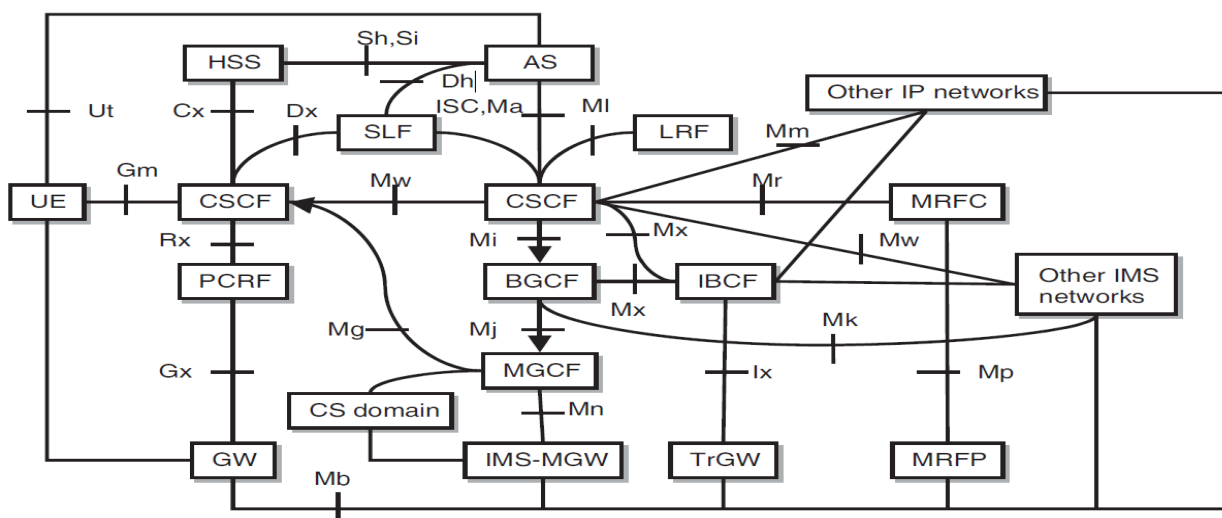 Sh,Si
HSS
AS
Dh
Other IP networks
Ut
Cx
Dx
ISC,Ma
Ml
SLF
LRF
Mm
Gm
Mw
Mr
UE
CSCF
CSCF
MRFC
Rx
Mi
Mx
Mw
PCRF
BGCF
IBCF
Other IMS
networks
Mx
Mg
Mj
Mk
Gx
MGCF
Ix
Mp
CS domain
Mn
GW
IMS-MGW
TrGW
MRFP
Mb